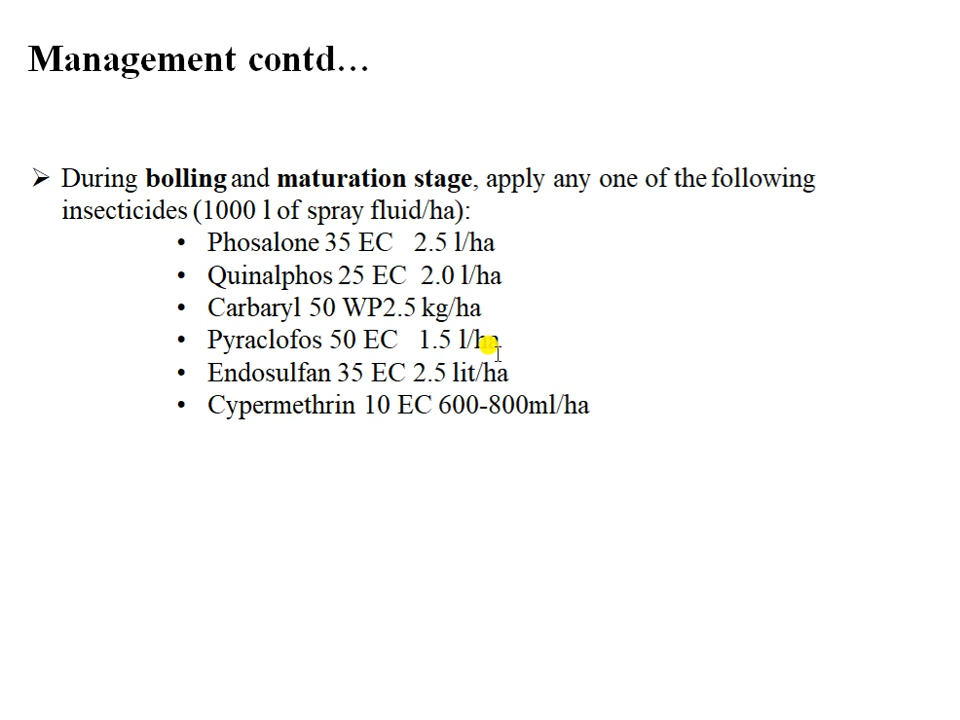 Management contd…
➢ During bolling and maturation stage, apply any one of the following
insecticides (1000 l of spray fluid/ha):
• Phosalone 35 EC 2.5 l/ha
• Quinalphos 25 EC 2.0 l/ha
• Carbaryl 50 WP2.5 kg/ha
• Pyraclofos 50 EC 1.5 l/ha
• Endosulfan 35 EC 2.5 lit/ha
• Cypermethrin 10 EC 600-800ml/ha